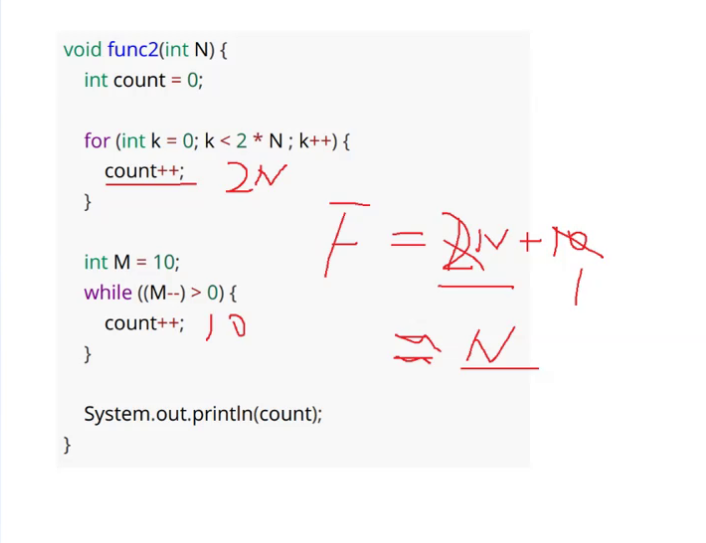 void func2(int N) {
int count = 0;
for (int k = 0; k < 2 * N ; k++) {
count++; 2N
}
F = 2N + 10
int M = 10;
1
while ((M--) > 0) {
count++; 10
≈ N
}
System.out.println(count);
}